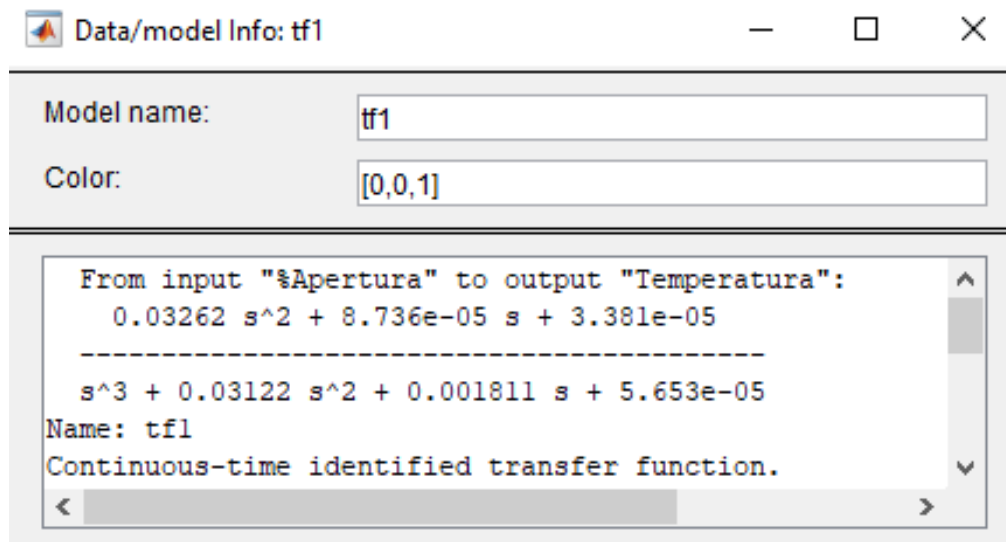 Data/model Info: tf1
Model name:
tf1
Color:
[0,0,1]
From input "%Apertura" to output "Temperatura":
0.03262 s^2 + 8.736e-05 s + 3.381e-05
------------------------------------------
s^3 + 0.03122 s^2 + 0.001811 s + 5.653e-05
Name: tf1
Continuous-time identified transfer function.